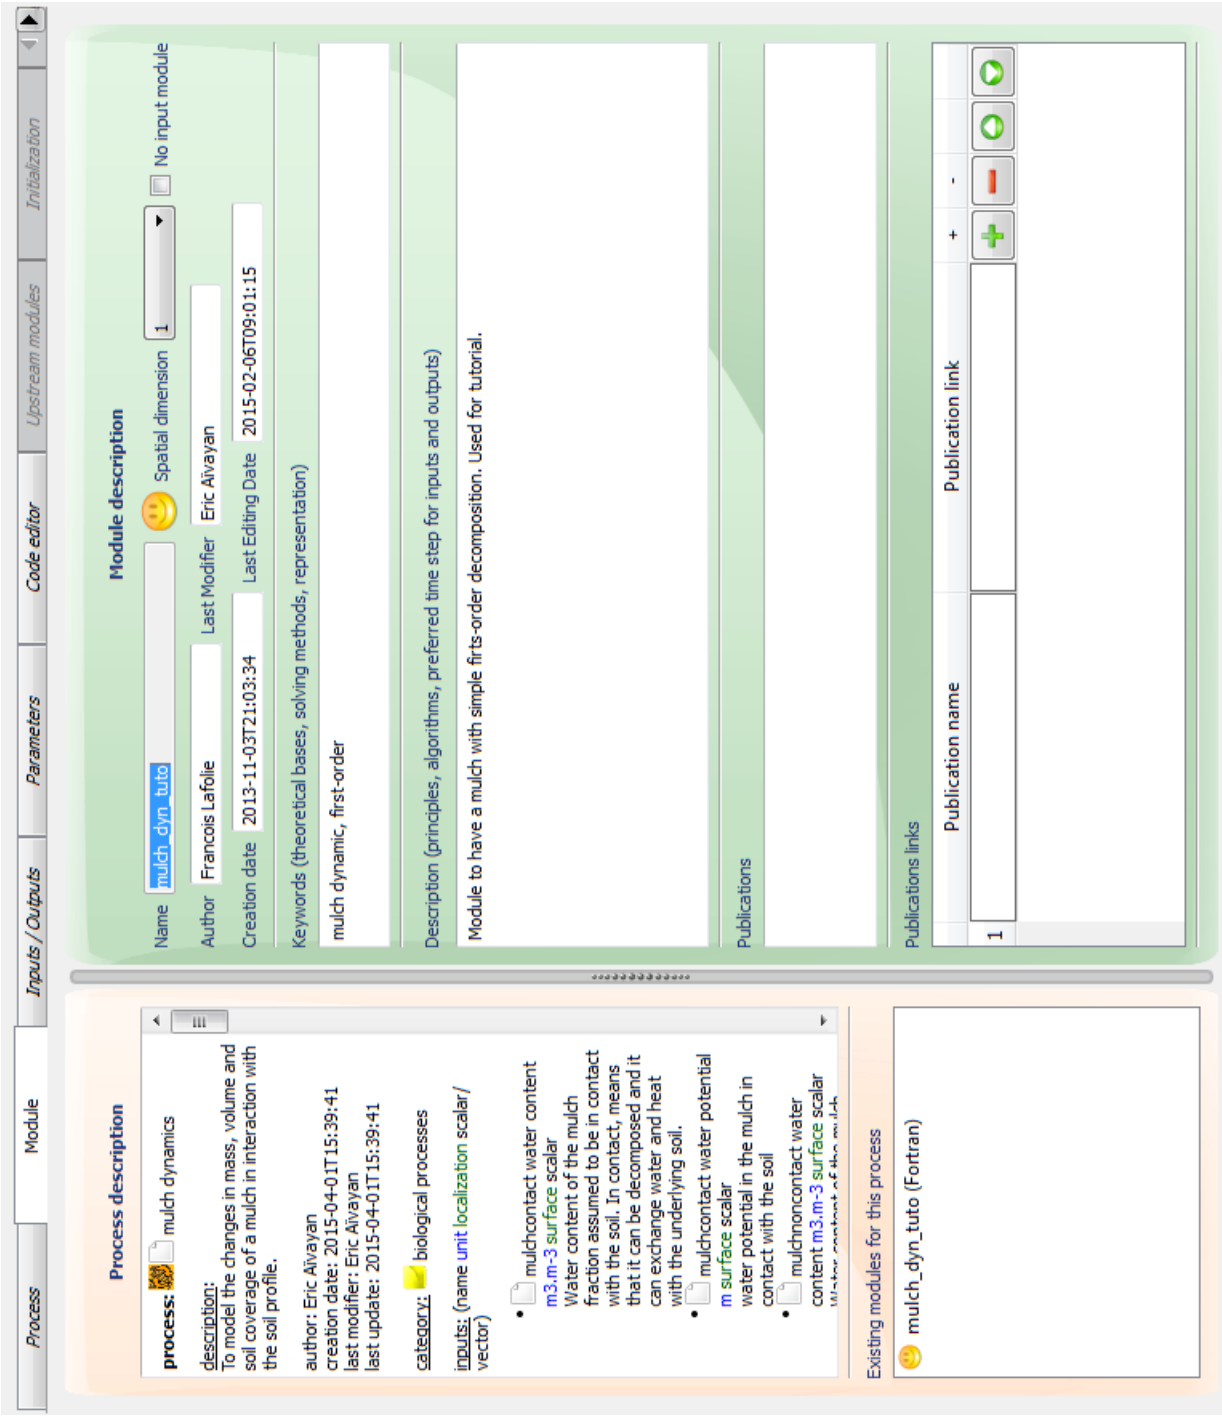 Process
Module
Inputs / Outputs
Parameters
Code editor
Upstream modules
Initialization
Process description
process: mulch dynamics
description:
To model the changes in mass, volume and
soil coverage of a mulch in interaction with
the soil profile.
author: Eric Aïvayan
creation date: 2015-04-01T15:39:41
last modifier: Eric Aïvayan
last update: 2015-04-01T15:39:41
category: biological processes
inputs: (name unit localization scalar/
vector)
• mulchcontact water content
m3.m-3 surface scalar
Water content of the mulch
fraction assumed to be in contact
with the soil. In contact, means
that it can be decomposed and it
can exchange water and heat
with the underlying soil.
• mulchcontact water potential
m surface scalar
water potential in the mulch in
contact with the soil
• mulchnoncontact water
content m3.m-3 surface scalar
Water content of the mulch
Existing modules for this process
mulch_dyn_tuto (Fortran)
Module description
Name mulch_dyn_tuto Spatial dimension 1 No input module
Author Francois Lafolie Last Modifier Eric Aïvayan
Creation date 2013-11-03T21:03:34 Last Editing Date 2015-02-06T09:01:15
Keywords (theoretical bases, solving methods, representation)
mulch dynamic, first-order
Description (principles, algorithms, preferred time step for inputs and outputs)
Module to have a mulch with simple firts-order decomposition. Used for tutorial.
Publications
Publications links
Publication name Publication link + -
1